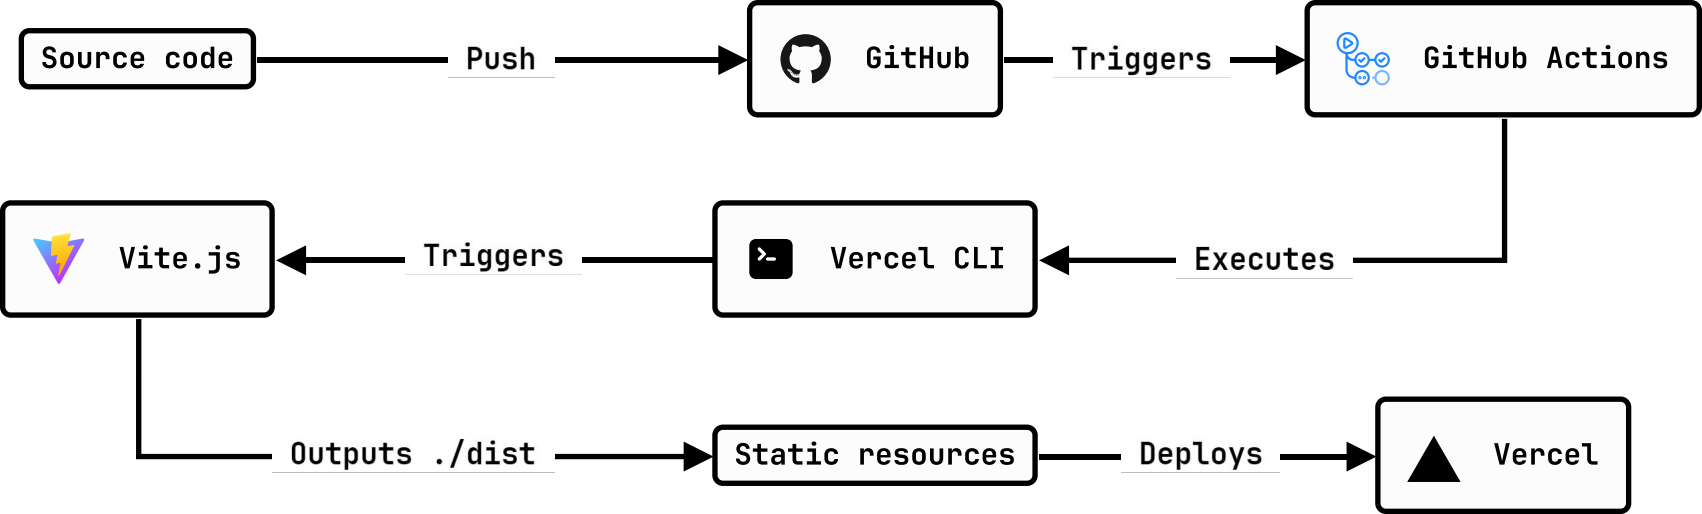 Source code
Push
GitHub
Triggers
GitHub Actions
Executes
Vercel CLI
Triggers
Vite.js
Outputs ./dist
Static resources
Deploys
Vercel